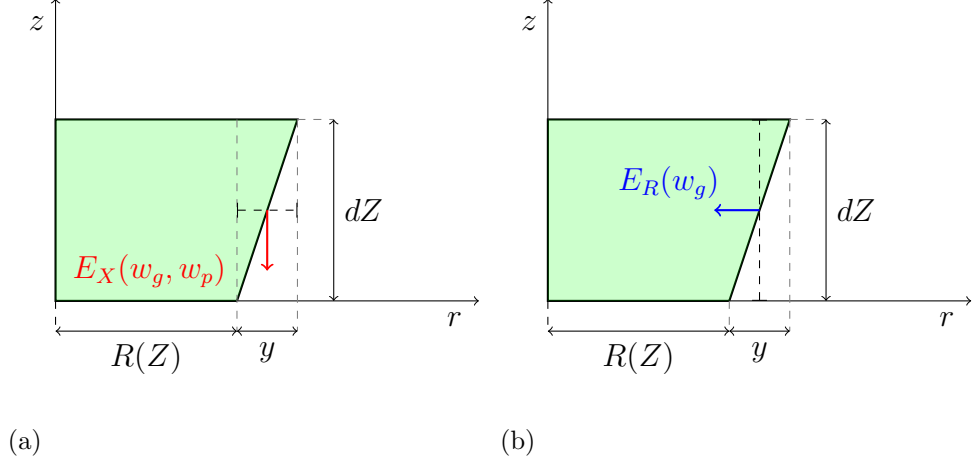 z
E_X(w_g, w_p)
dZ
r
R(Z)
y
(a)
z
E_R(w_g)
dZ
r
R(Z)
y
(b)